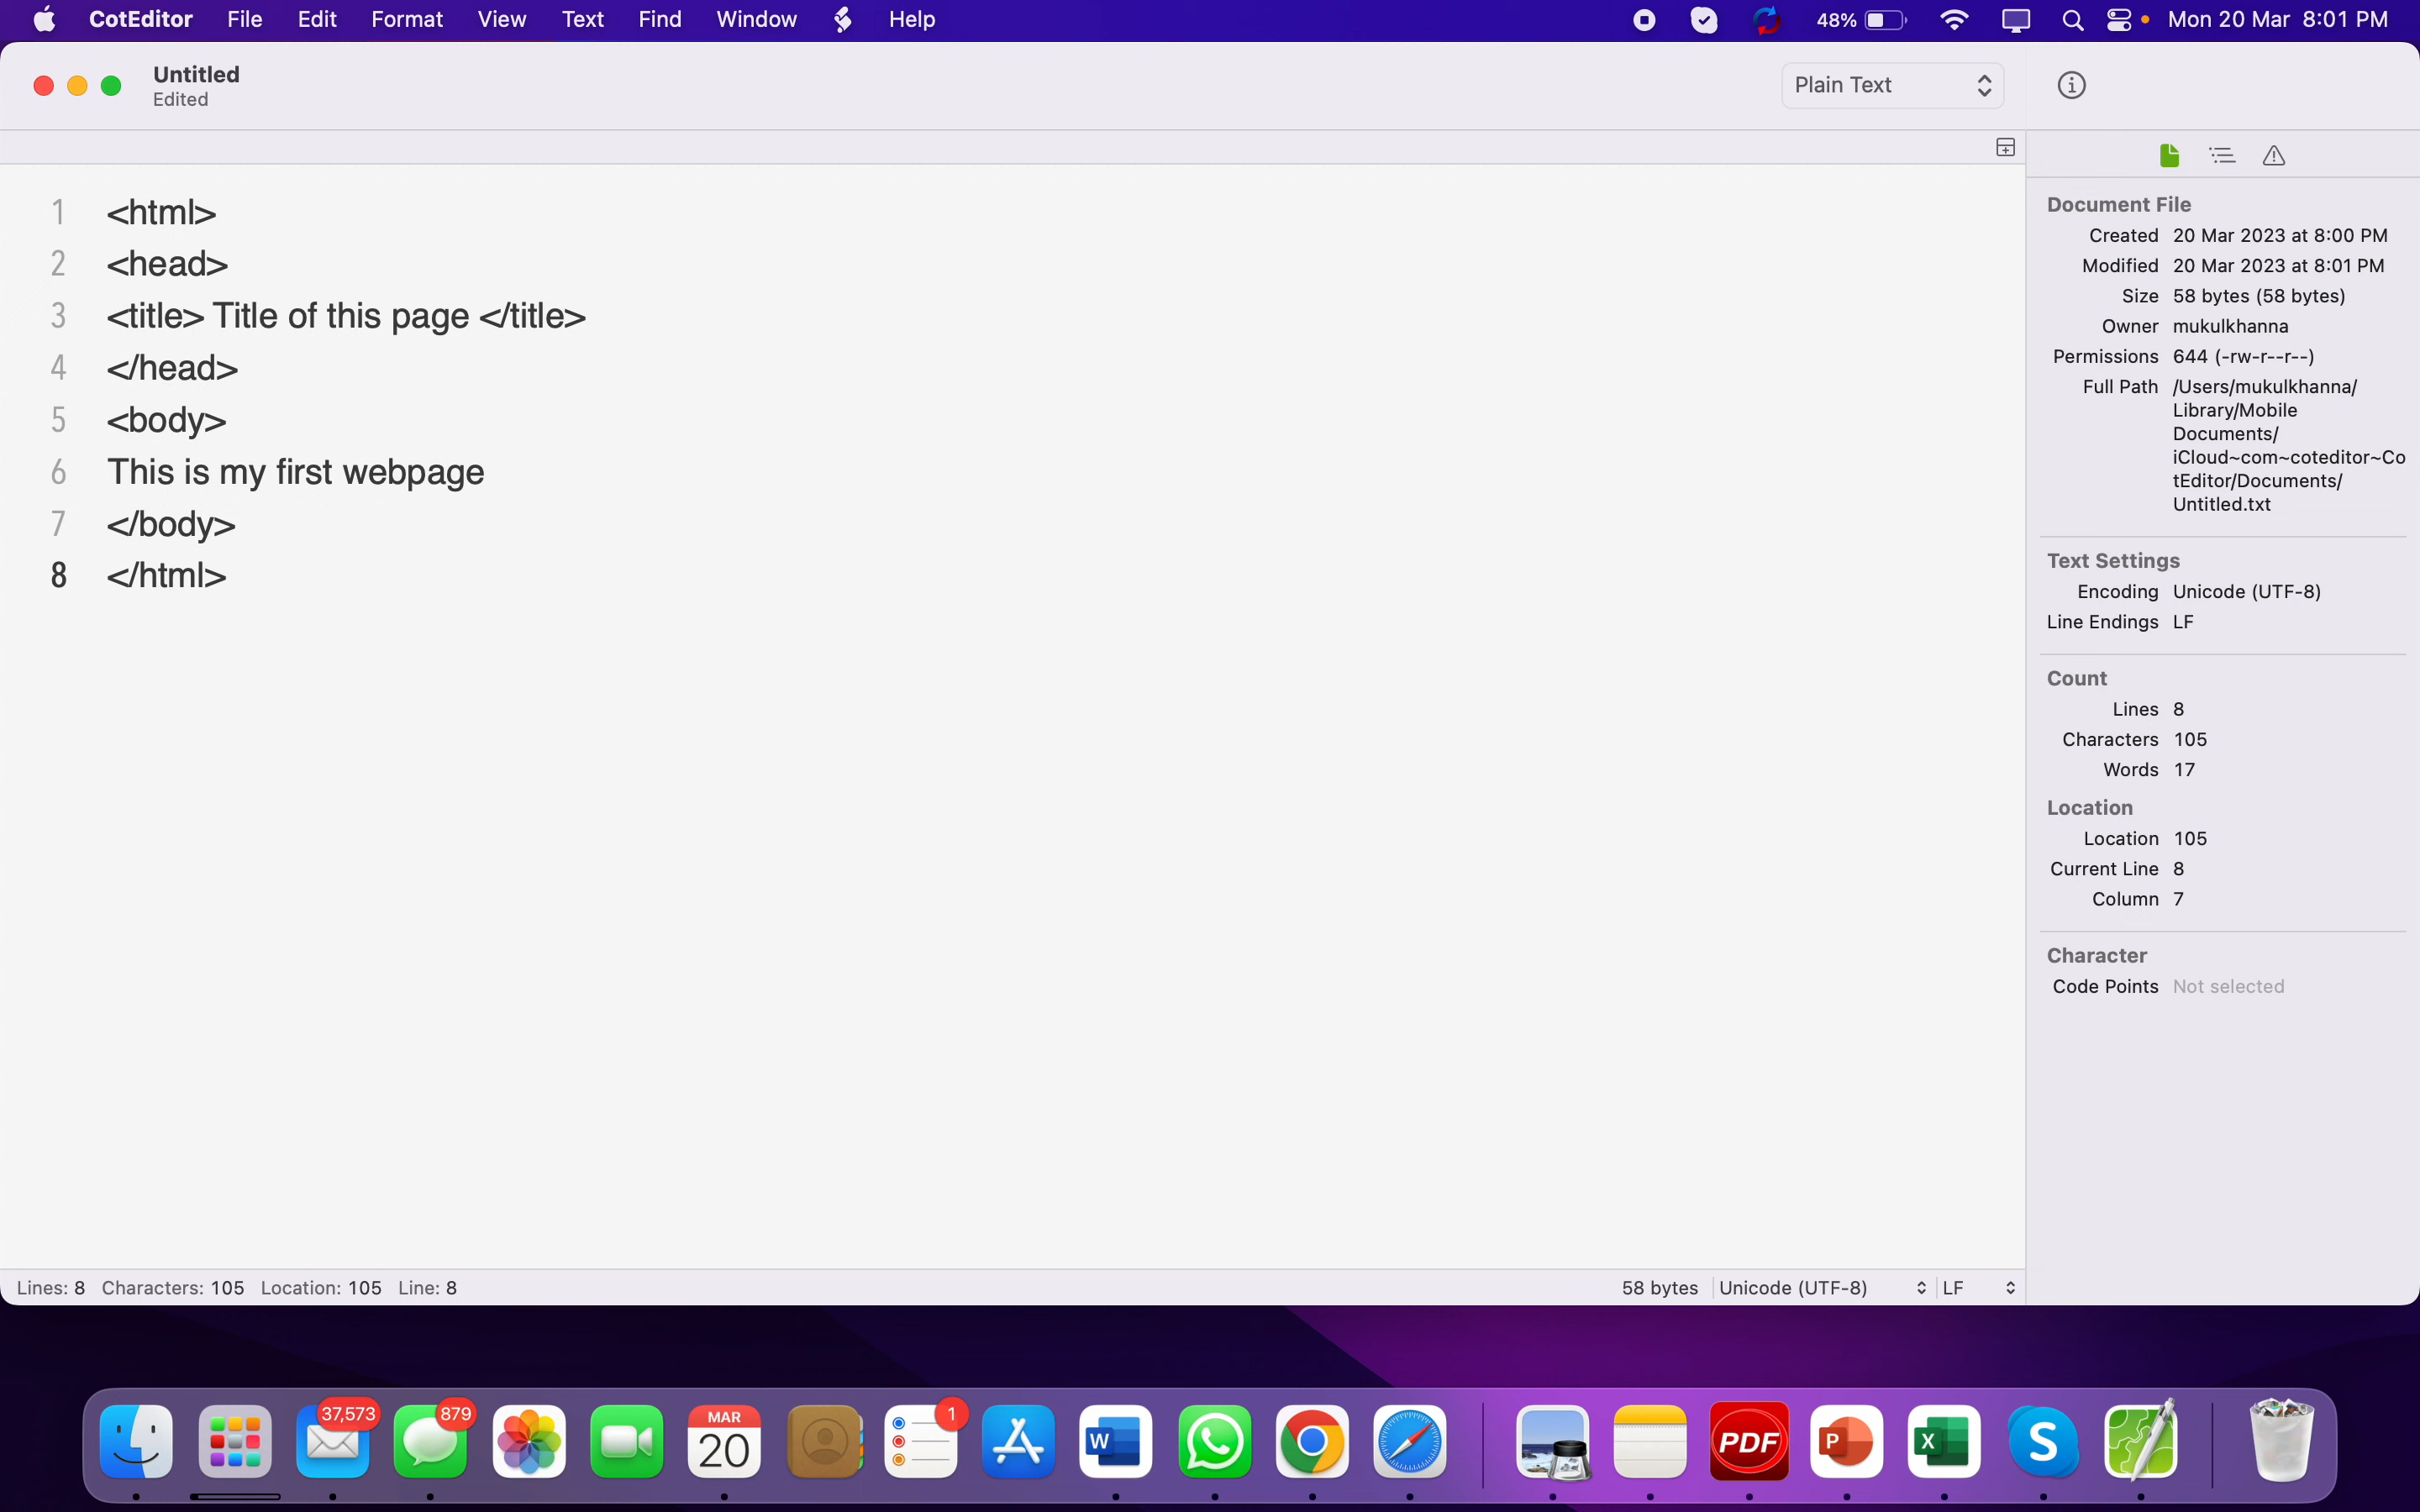 CotEditor File Edit Format View Text Find Window Help 48% Mon 20 Mar 8:01 PM
Untitled
Edited
Plain Text
1 <html>
2 <head>
3 <title> Title of this page </title>
4 </head>
5 <body>
6 This is my first webpage
7 </body>
8 </html>
Document File
Created 20 Mar 2023 at 8:00 PM
Modified 20 Mar 2023 at 8:01 PM
Size 58 bytes (58 bytes)
Owner mukulkhanna
Permissions 644 (-rw-r--r--)
Full Path /Users/mukulkhanna/
Library/Mobile
Documents/
iCloud~com~coteditor~Co
tEditor/Documents/
Untitled.txt
Text Settings
Encoding Unicode (UTF-8)
Line Endings LF
Count
Lines 8
Characters 105
Words 17
Location
Location 105
Current Line 8
Column 7
Character
Code Points Not selected
Lines: 8 Characters: 105 Location: 105 Line: 8 58 bytes Unicode (UTF-8) LF
37,573 879 MAR 20 1 W PDF P X S